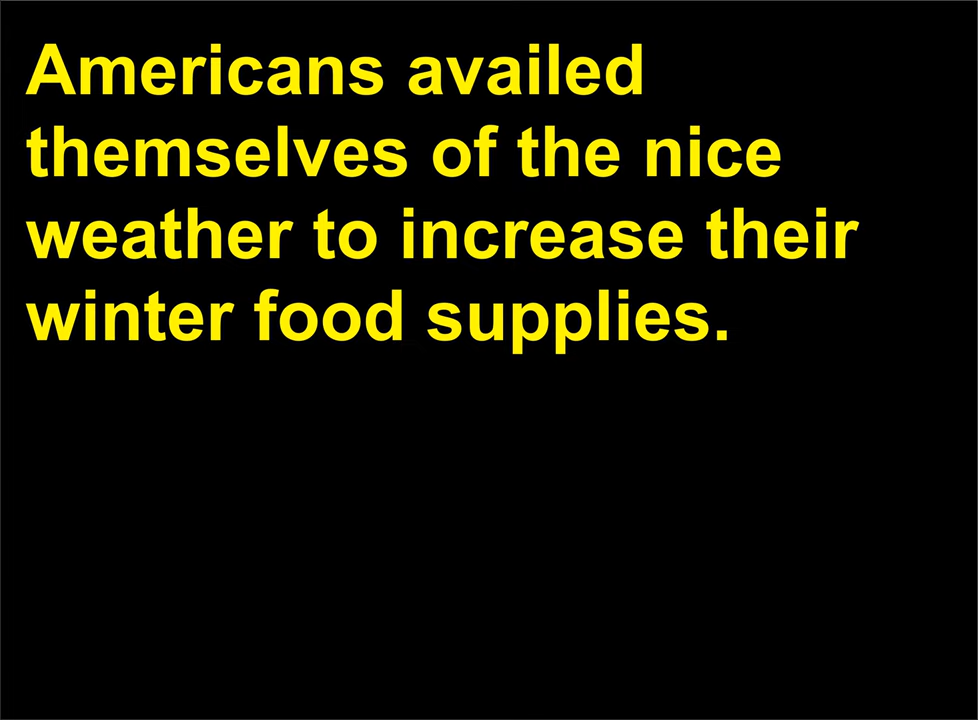 Americans availed
themselves of the nice
weather to increase their
winter food supplies.